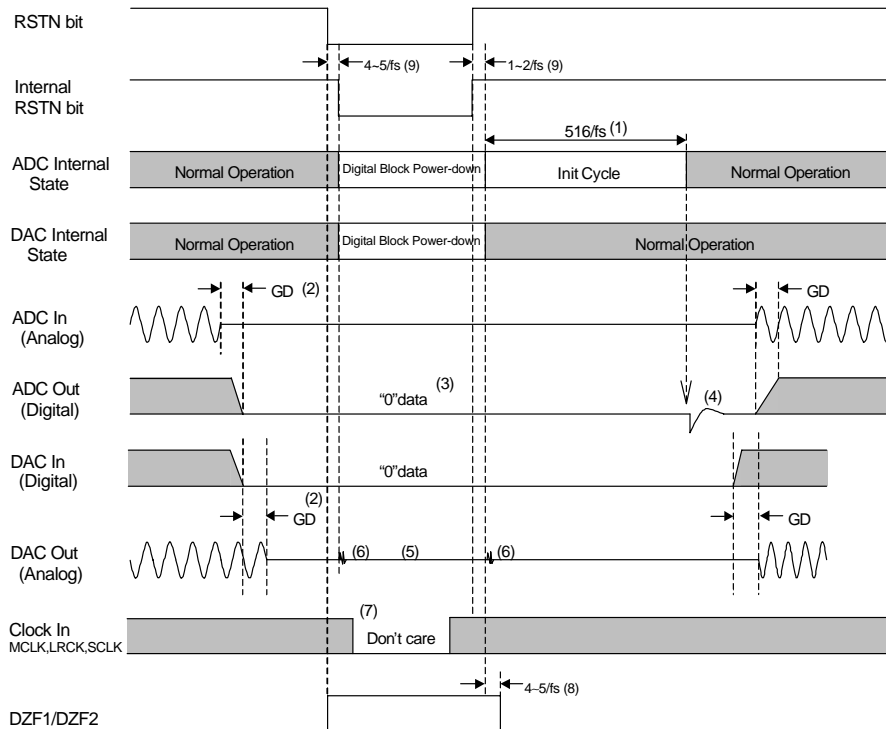 RSTN bit
4~5/fs (9)
1~2/fs (9)
Internal
RSTN bit
516/fs (1)
ADC Internal
State
Normal Operation
Digital Block Power-down
Init Cycle
Normal Operation
DAC Internal
State
Normal Operation
Digital Block Power-down
Normal Operation
GD (2)
GD
ADC In
(Analog)
ADC Out
(Digital)
“0”data (3)
(4)
DAC In
(Digital)
“0”data
(2)
GD
GD
DAC Out
(Analog)
(6)
(5)
(6)
Clock In
MCLK,LRCK,SCLK
(7)
Don’t care
4~5/fs (8)
DZF1/DZF2